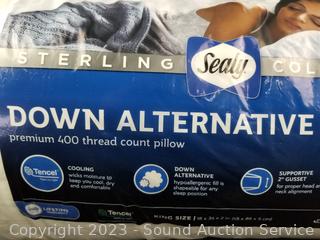 STERLING
Sealy
COL
DOWN ALTERNATIVE
premium 400 thread count pillow
Tencel
COOLING
wicks moisture to
keep you cool, dry
and comfortable
DOWN
ALTERNATIVE
hypoallergenic fill is
shapeable for any
sleep position
SUPPORTIVE
2" GUSSET
for proper head a
neck alignment
Tencel
KING SIZE
Copyright 2023 - Sound Auction Service